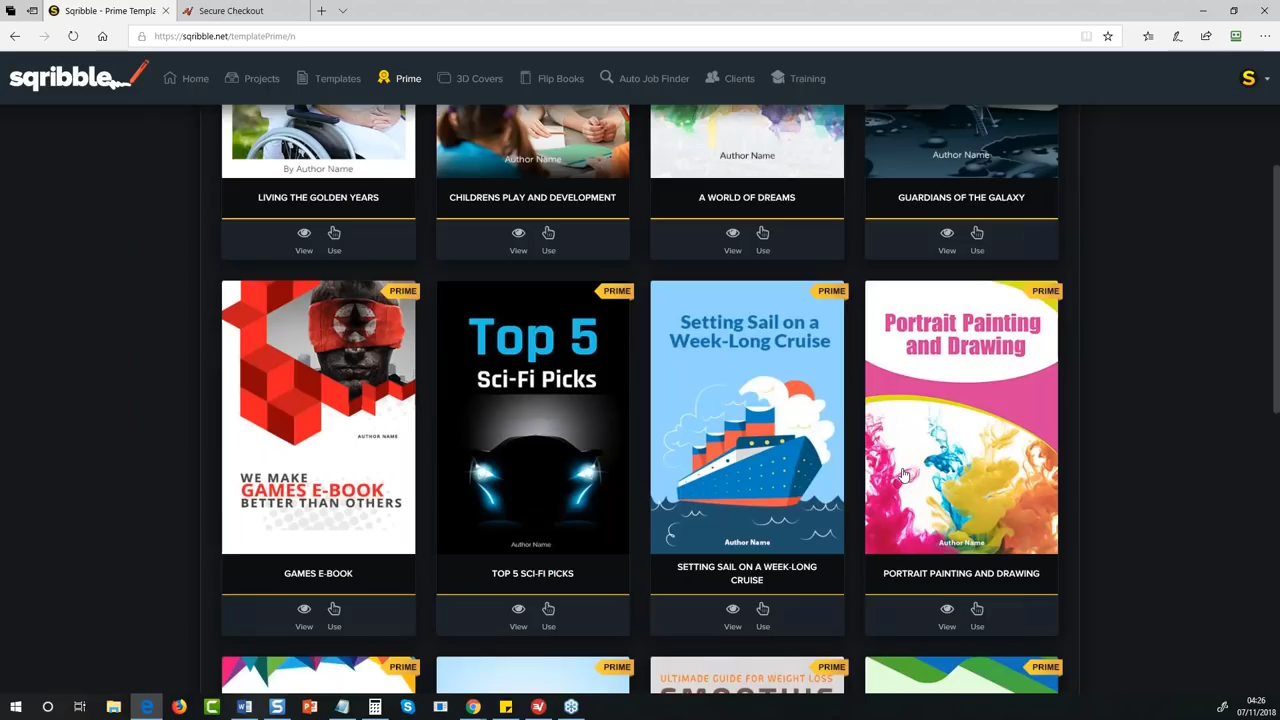 Sqribble - Prime Templa
Secure Checkout
https://sqribble.net/templatePrime/n
sqribble
Home
Projects
Templates
Prime
3D Covers
Flip Books
Auto Job Finder
Clients
Training
S
By Author Name
Author Name
Author Name
Author Name
LIVING THE GOLDEN YEARS
CHILDRENS PLAY AND DEVELOPMENT
A WORLD OF DREAMS
GUARDIANS OF THE GALAXY
View
Use
View
Use
View
Use
View
Use
PRIME
AUTHOR NAME
WE MAKE
GAMES E-BOOK
BETTER THAN OTHERS
PRIME
Top 5
Sci-Fi Picks
Author Name
PRIME
Setting Sail on a
Week-Long Cruise
Author Name
PRIME
Portrait Painting
and Drawing
Author Name
GAMES E-BOOK
TOP 5 SCI-FI PICKS
SETTING SAIL ON A WEEK-LONG
CRUISE
PORTRAIT PAINTING AND DRAWING
View
Use
View
Use
View
Use
View
Use
PRIME
PRIME
PRIME
ULTIMADE GUIDE FOR WEIGHT LOSS
SMOOTHIE
PRIME
04:26
07/11/2018